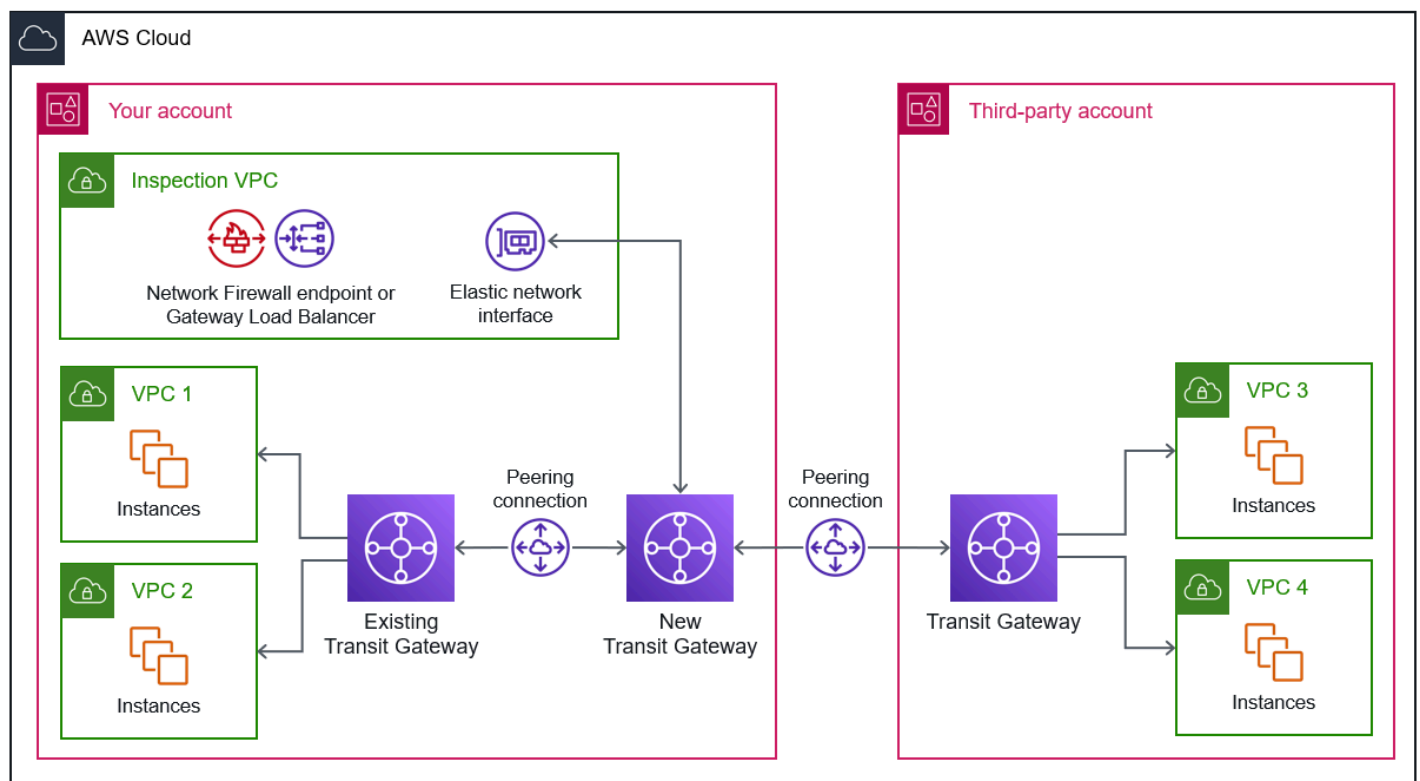 AWS Cloud
Your account
Third-party account
Inspection VPC
Network Firewall endpoint or
Gateway Load Balancer
Elastic network
interface
VPC 1
Instances
VPC 2
Instances
Existing
Transit Gateway
Peering
connection
New
Transit Gateway
Peering
connection
Transit Gateway
VPC 3
Instances
VPC 4
Instances